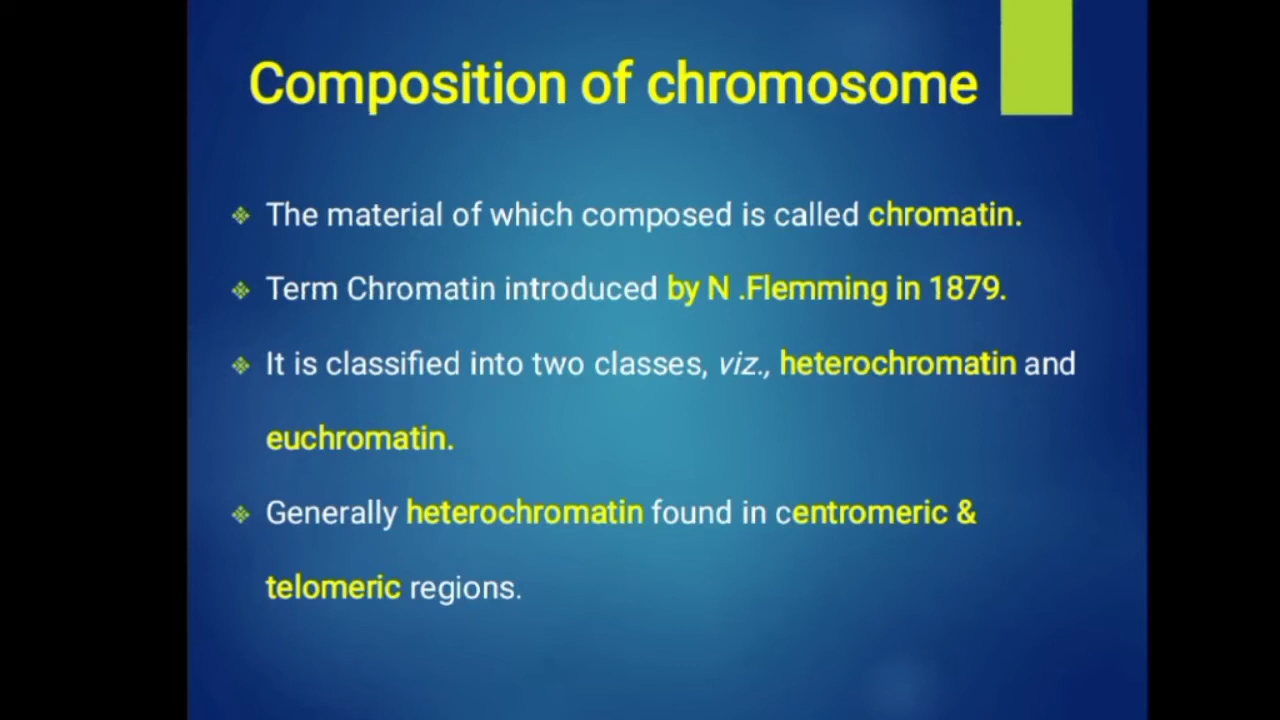 Composition of chromosome
The material of which composed is called chromatin.
Term Chromatin introduced by N .Flemming in 1879.
It is classified into two classes, viz., heterochromatin and
euchromatin.
Generally heterochromatin found in centromeric &
telomeric regions.